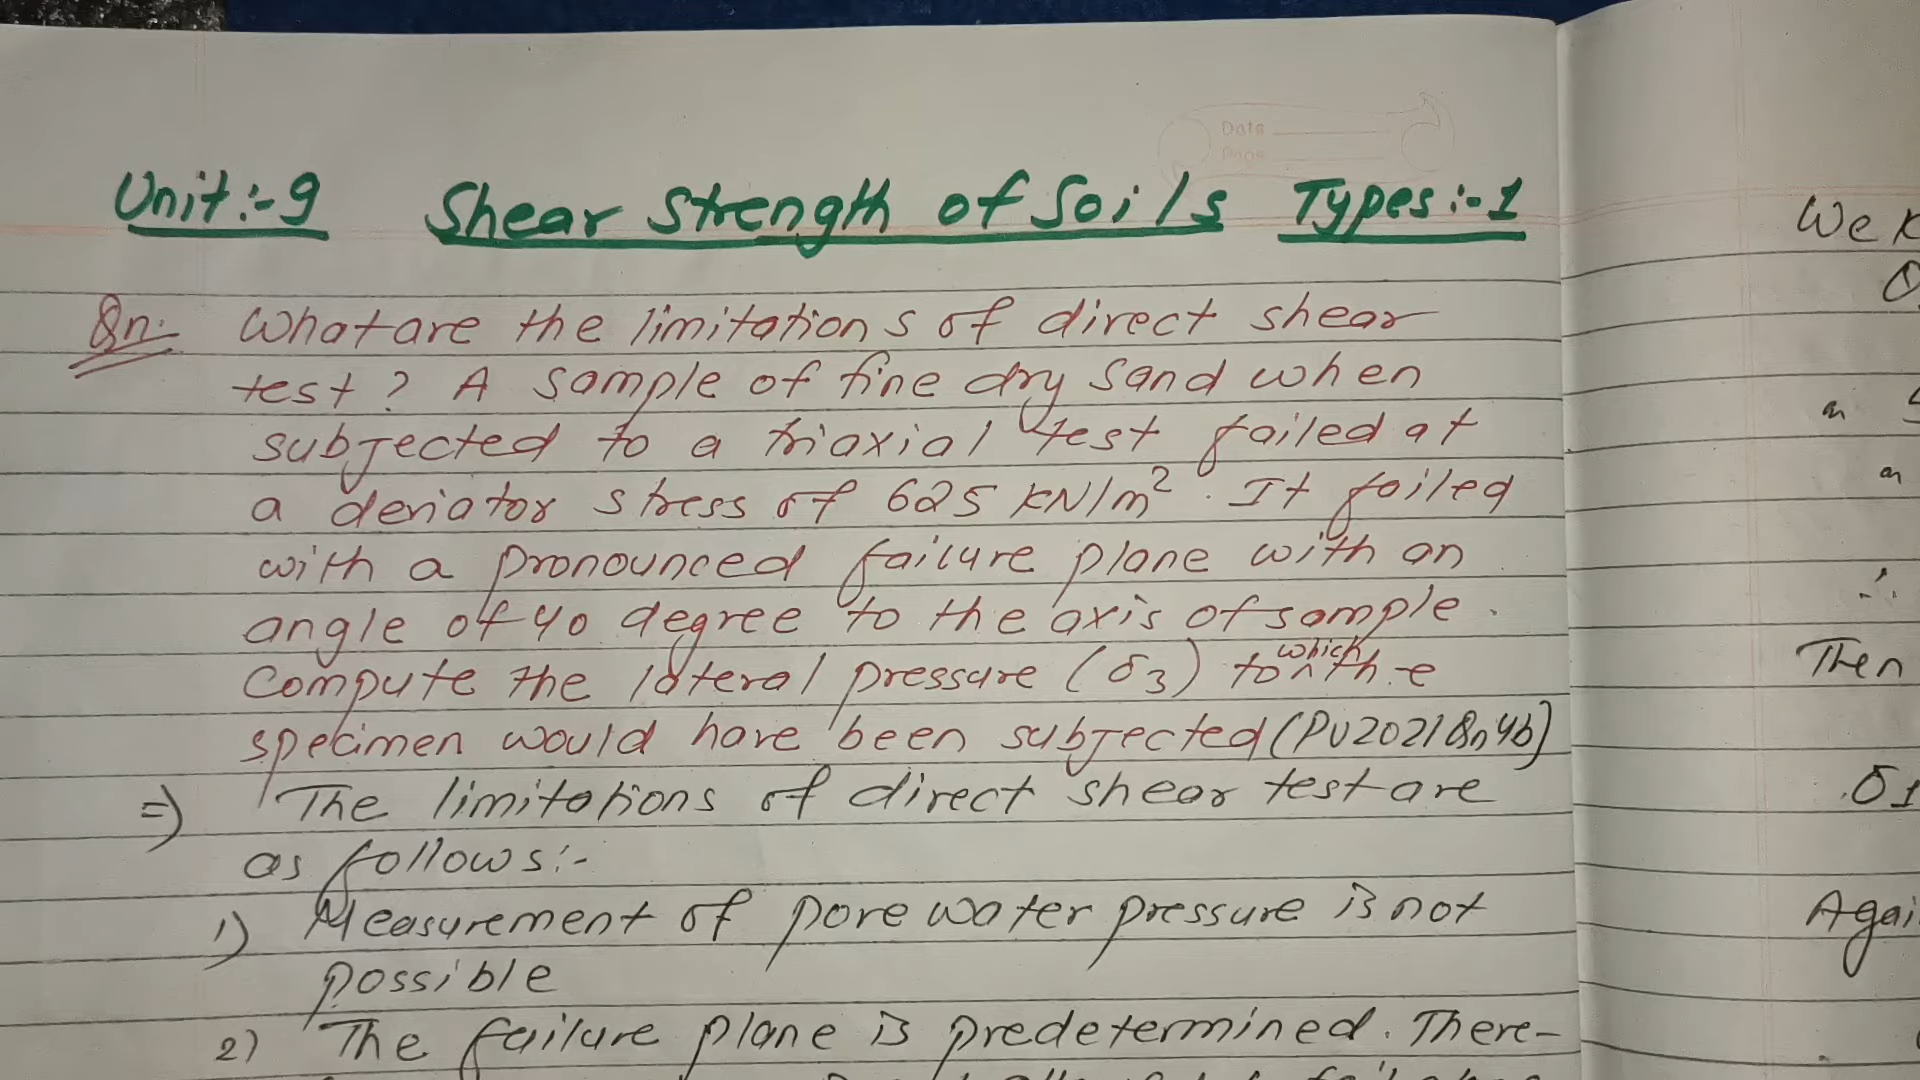 Date
Page
Unit:-9 Shear Strength of Soils Types:-1
Qn:- What are the limitations of direct shear
test? A sample of fine dry sand when
subjected to a triaxial test failed at
a deviator stress of 625 KN/m². It failed
with a pronounced failure plane with an
angle of 40 degree to the axis of sample.
Compute the lateral pressure (σ3) to which the
specimen would have been subjected (PU2021Qn4b)
=) The limitations of direct shear test are
as follows:-
1) Measurement of pore water pressure is not
possible
2) The failure plane is predetermined. There-
We k
Then
σ1
Agai